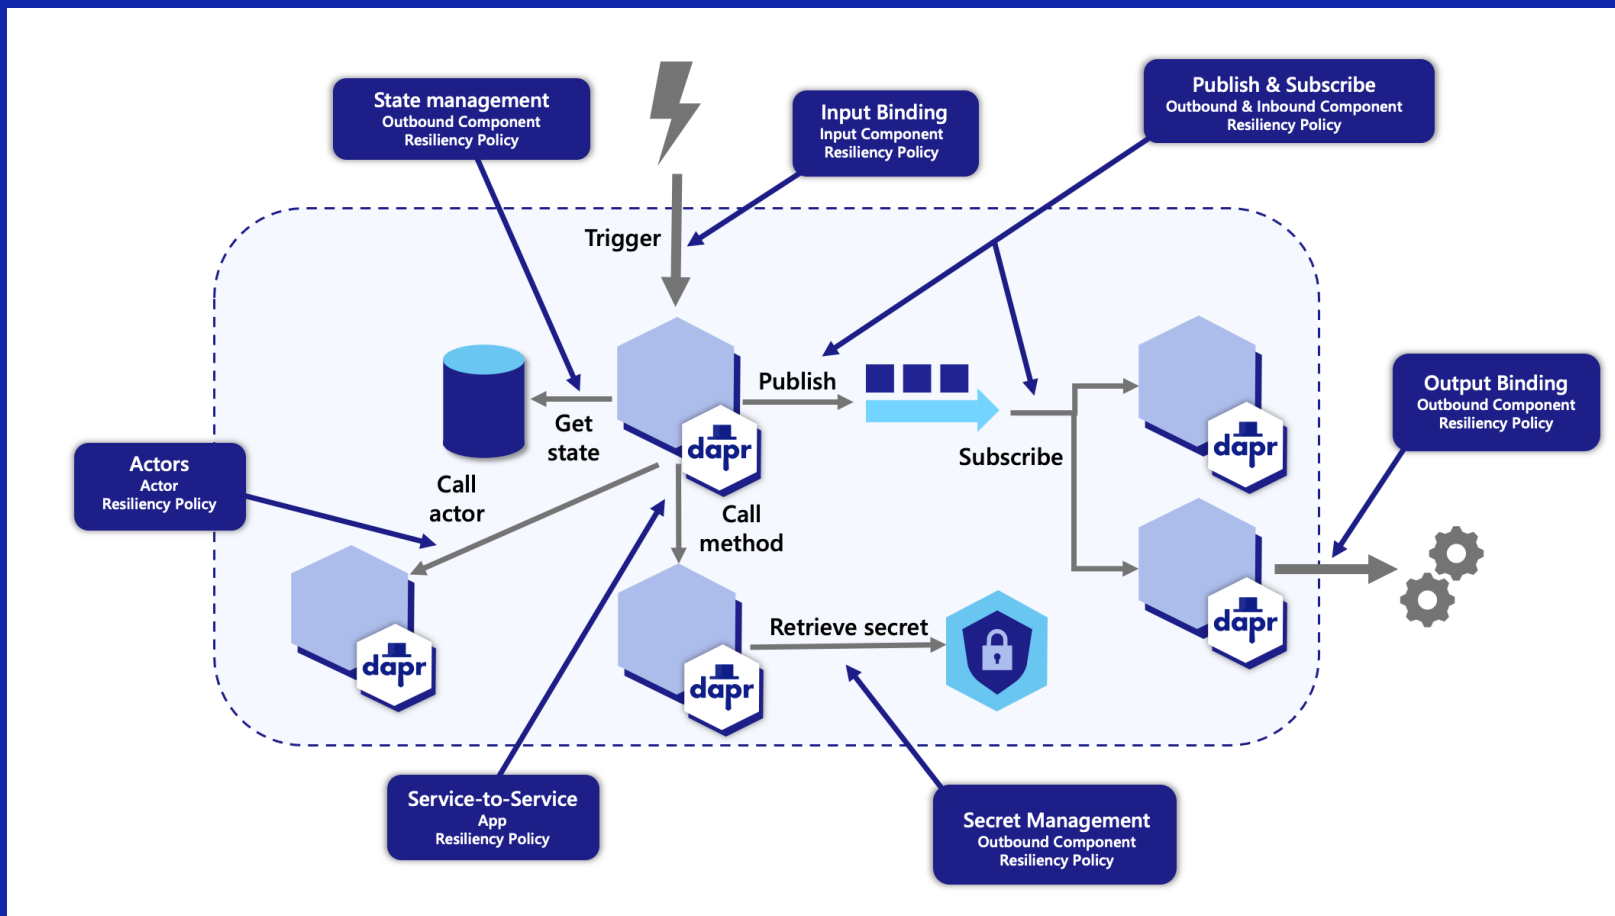 State management
Outbound Component
Resiliency Policy
Input Binding
Input Component
Resiliency Policy
Publish & Subscribe
Outbound & Inbound Component
Resiliency Policy
Trigger
Publish
Get
state
dapr
Subscribe
dapr
Output Binding
Outbound Component
Resiliency Policy
Actors
Actor
Resiliency Policy
Call
actor
Call
method
dapr
Retrieve secret
dapr
dapr
Service-to-Service
App
Resiliency Policy
Secret Management
Outbound Component
Resiliency Policy